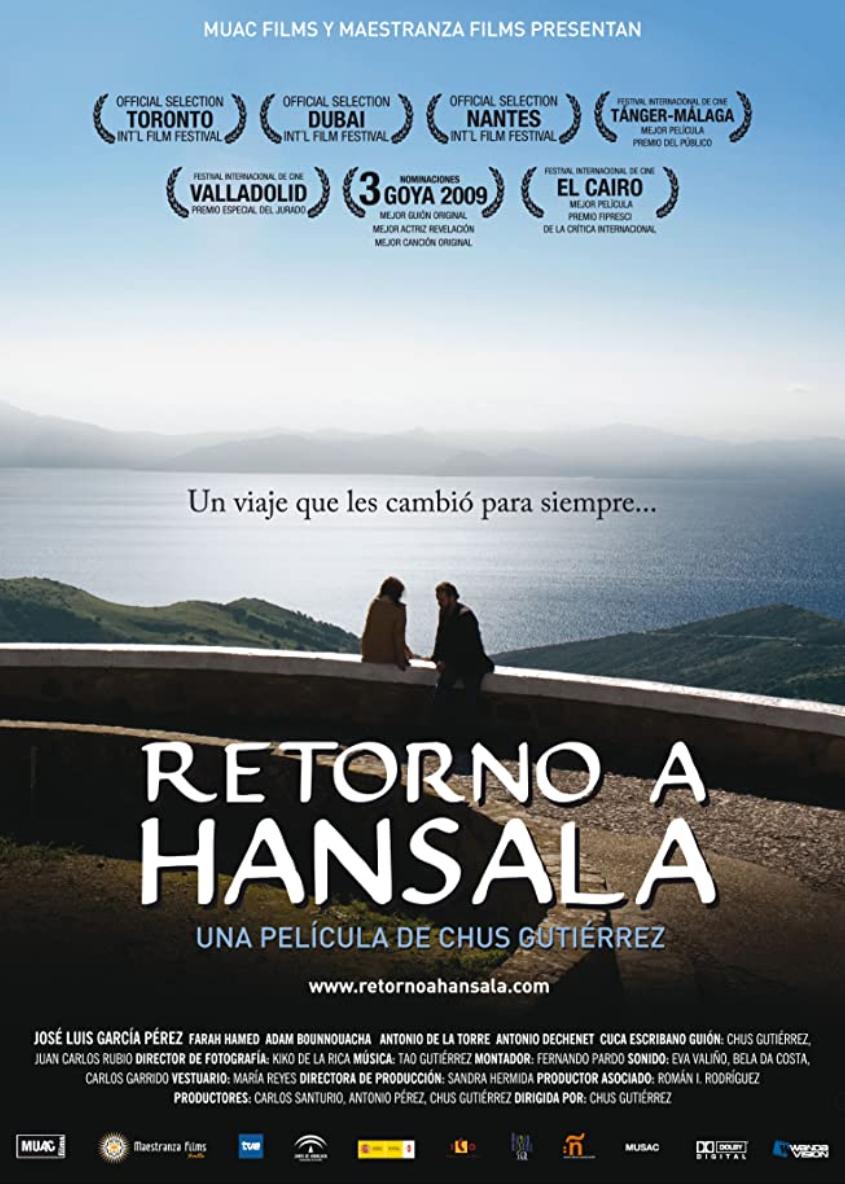 MUAC FILMS Y MAESTRANZA FILMS PRESENTAN
OFFICIAL SELECTION
TORONTO
INT'L FILM FESTIVAL
OFFICIAL SELECTION
DUBAI
INT'L FILM FESTIVAL
OFFICIAL SELECTION
NANTES
INT'L FILM FESTIVAL
FESTIVAL INTERNACIONAL DE CINE
TÁNGER-MÁLAGA
MEJOR PELÍCULA
PREMIO DEL PÚBLICO
FESTIVAL INTERNACIONAL DE CINE
VALLADOLID
PREMIO ESPECIAL DEL JURADO
3 NOMINACIONES
GOYA 2009
MEJOR GUIÓN ORIGINAL
MEJOR ACTRIZ REVELACIÓN
MEJOR CANCIÓN ORIGINAL
FESTIVAL INTERNACIONAL DE CINE
EL CAIRO
MEJOR PELÍCULA
PREMIO FIPRESCI
DE LA CRÍTICA INTERNACIONAL
Un viaje que les cambió para siempre...
RETORNO A
HANSALA
UNA PELÍCULA DE CHUS GUTIÉRREZ
www.retornoahansala.com
JOSÉ LUIS GARCÍA PÉREZ FARAH HAMED ADAM BOUNNOUACHA ANTONIO DE LA TORRE ANTONIO DECHENET CUCA ESCRIBANO GUIÓN: CHUS GUTIÉRREZ,
JUAN CARLOS RUBIO DIRECTOR DE FOTOGRAFÍA: KIKO DE LA RICA MÚSICA: TAO GUTIÉRREZ MONTADOR: FERNANDO PARDO SONIDO: EVA VALIÑO, BELA DA COSTA,
CARLOS GARRIDO VESTUARIO: MARÍA REYES DIRECTORA DE PRODUCCIÓN: SANDRA HERMIDA PRODUCTOR ASOCIADO: ROMÁN I. RODRÍGUEZ
PRODUCTORES: CARLOS SANTURIO, ANTONIO PÉREZ, CHUS GUTIÉRREZ DIRIGIDA POR: CHUS GUTIÉRREZ
MUAC films
Maestranza Films
tve
MUSAC
DOLBY
DIGITAL
WANDA
VISION